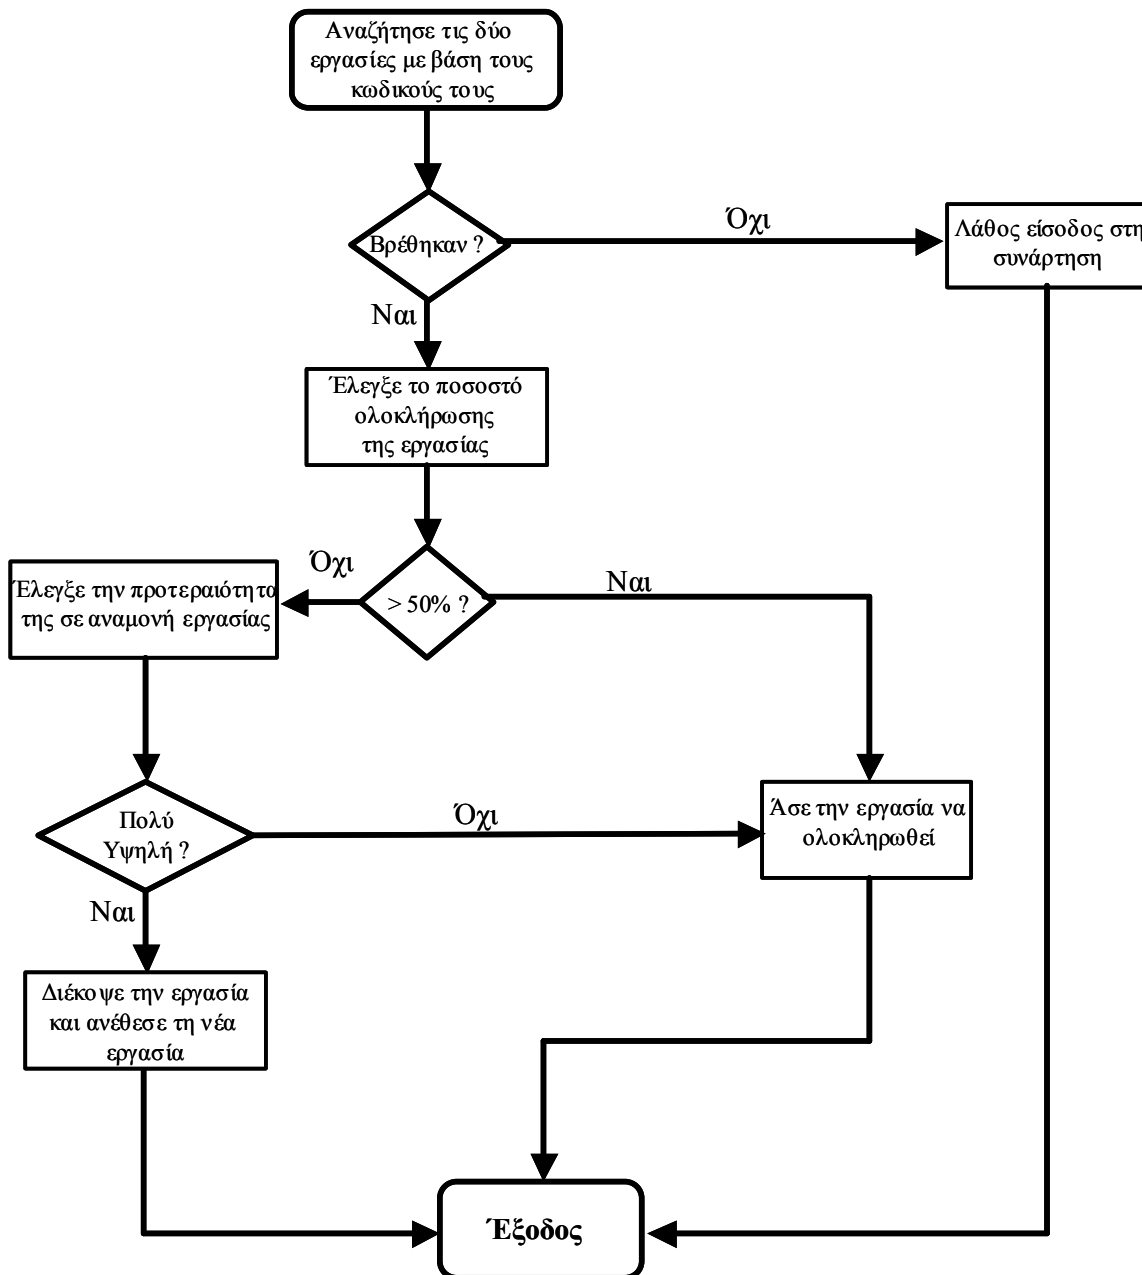 Αναζήτησε τις δύο
εργασίες με βάση τους
κωδικούς τους
Βρέθηκαν ?
Όχι
Λάθος είσοδος στη
συνάρτηση
Ναι
Έλεγξε το ποσοστό
ολοκλήρωσης
της εργασίας
> 50% ?
Όχι
Ναι
Έλεγξε την προτεραιότητα
της σε αναμονή εργασίας
Πολύ
Υψηλή ?
Όχι
Άσε την εργασία να
ολοκληρωθεί
Ναι
Διέκοψε την εργασία
και ανέθεσε τη νέα
εργασία
Έξοδος